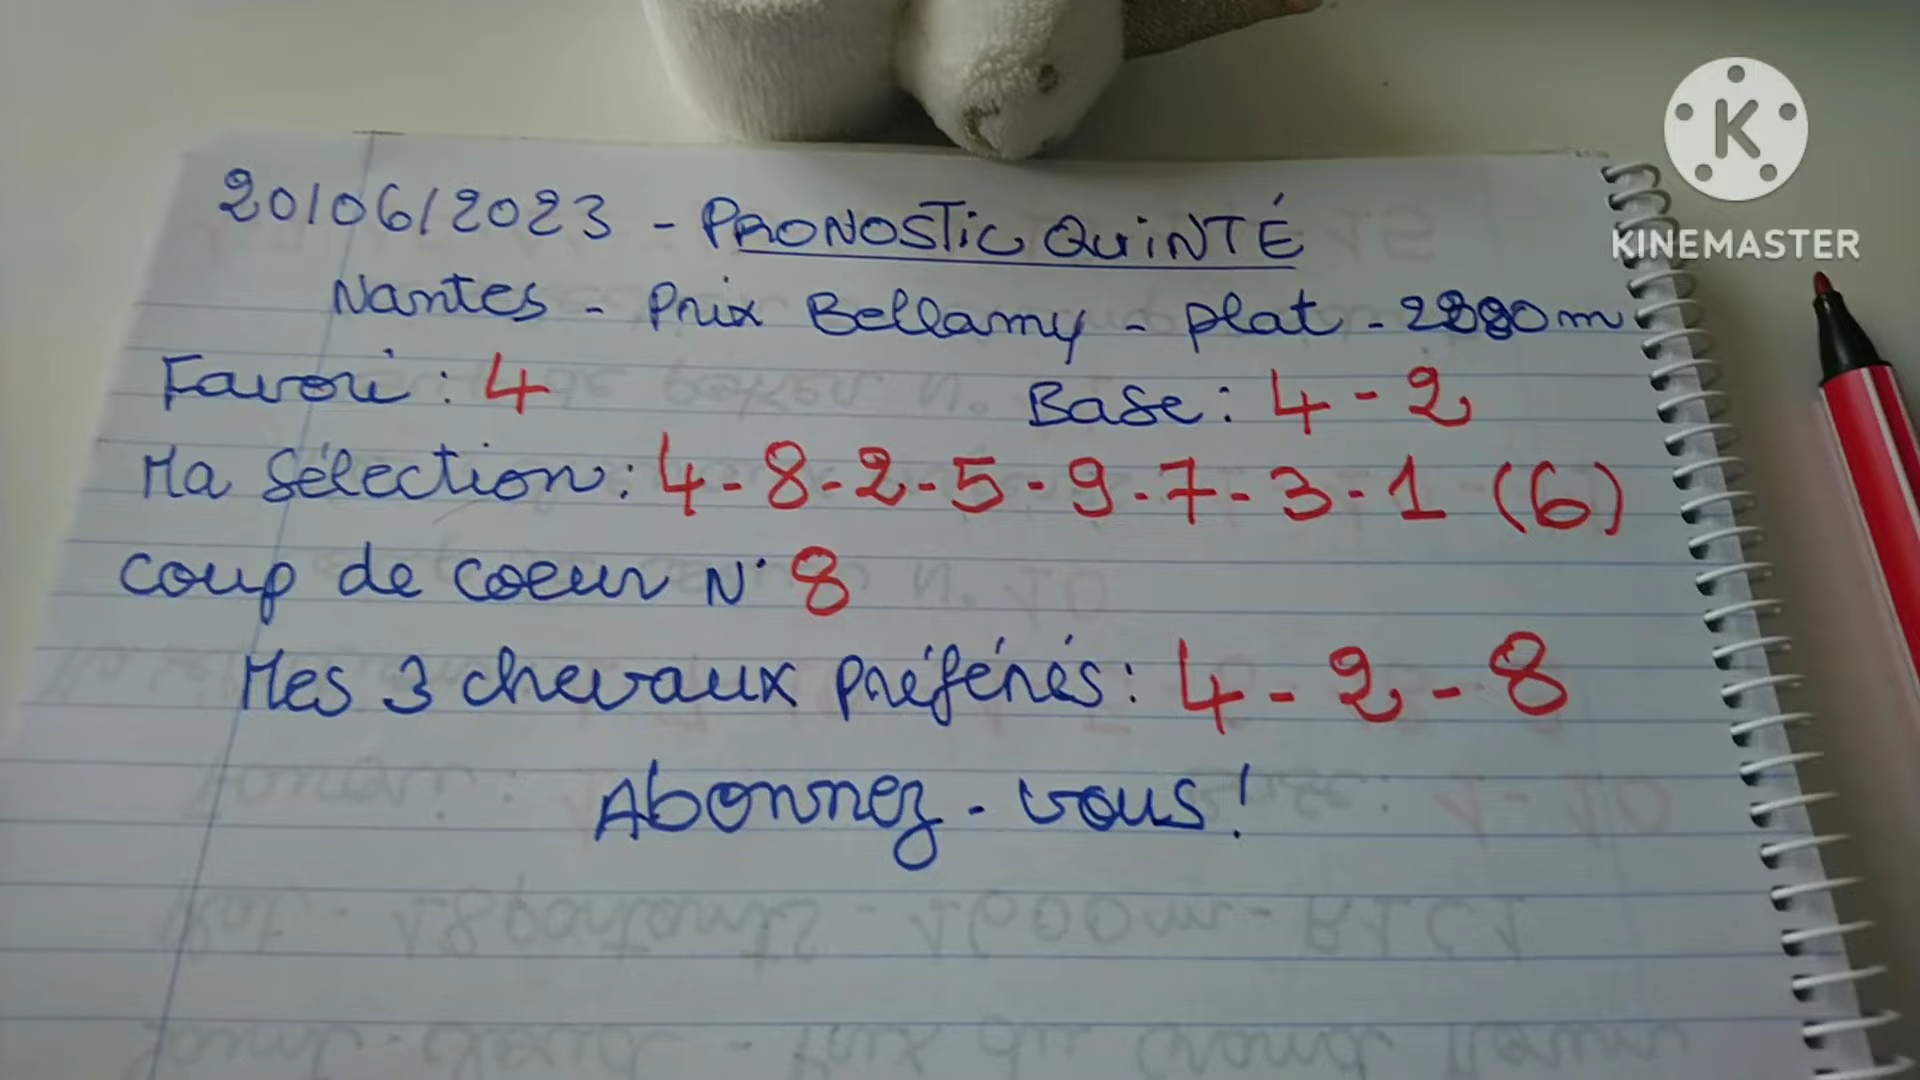 20/06/2023 - PRONOSTIC QUINTÉ
Nantes - Prix Bellamy - plat -
Favori : 4 Base : 4 - 2
Ma Sélection : 4 - 8 - 2 - 5 - 9 - 7 - 3 - 1 (6)
coup de coeur N° 8
Mes 3 chevaux préférés : 4 - 2 - 8
Abonnez-vous !
K
KINEMASTER